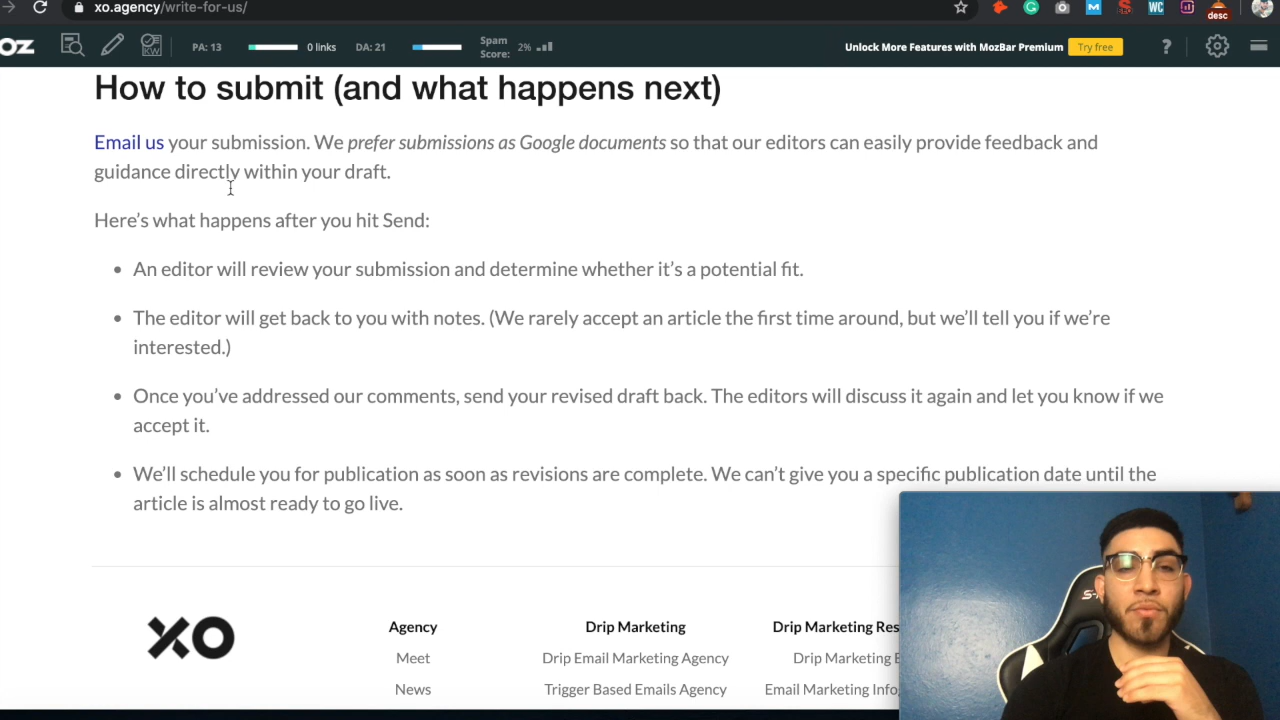 xo.agency/write-for-us/
desc
OZ
PA: 13
0 links
DA: 21
Spam
Score:
2%
Unlock More Features with MozBar Premium
Try free
?
How to submit (and what happens next)
Email us your submission. We prefer submissions as Google documents so that our editors can easily provide feedback and
guidance directly within your draft.
Here’s what happens after you hit Send:
• An editor will review your submission and determine whether it’s a potential fit.
• The editor will get back to you with notes. (We rarely accept an article the first time around, but we’ll tell you if we’re
interested.)
• Once you’ve addressed our comments, send your revised draft back. The editors will discuss it again and let you know if we
accept it.
• We’ll schedule you for publication as soon as revisions are complete. We can’t give you a specific publication date until the
article is almost ready to go live.
XO
Agency
Drip Marketing
Drip Marketing Res
Meet
Drip Email Marketing Agency
Drip Marketing
News
Trigger Based Emails Agency
Email Marketing Info